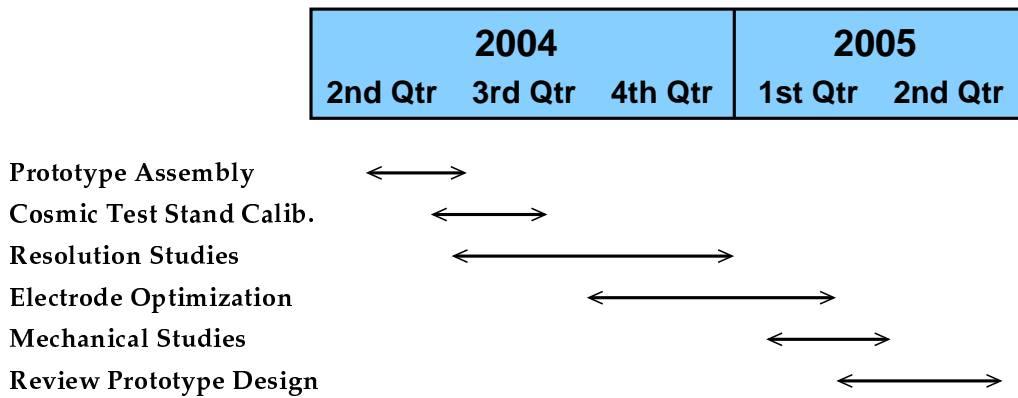 2004 2005
2nd Qtr 3rd Qtr 4th Qtr 1st Qtr 2nd Qtr
Prototype Assembly
Cosmic Test Stand Calib.
Resolution Studies
Electrode Optimization
Mechanical Studies
Review Prototype Design